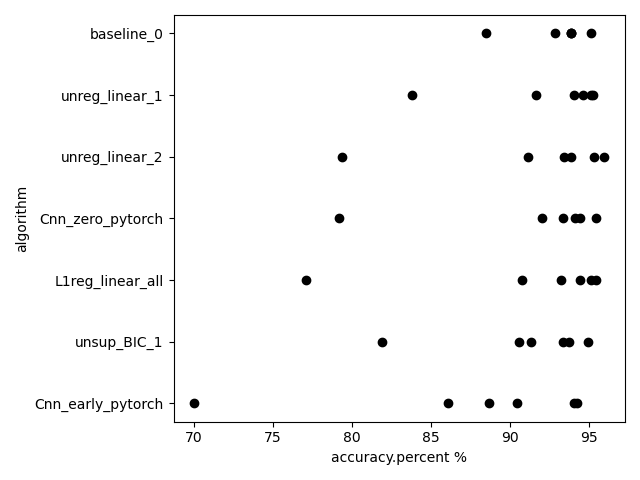 baseline_0
unreg_linear_1
unreg_linear_2
Cnn_zero_pytorch
L1reg_linear_all
unsup_BIC_1
Cnn_early_pytorch
algorithm
70 75 80 85 90 95
accuracy.percent %